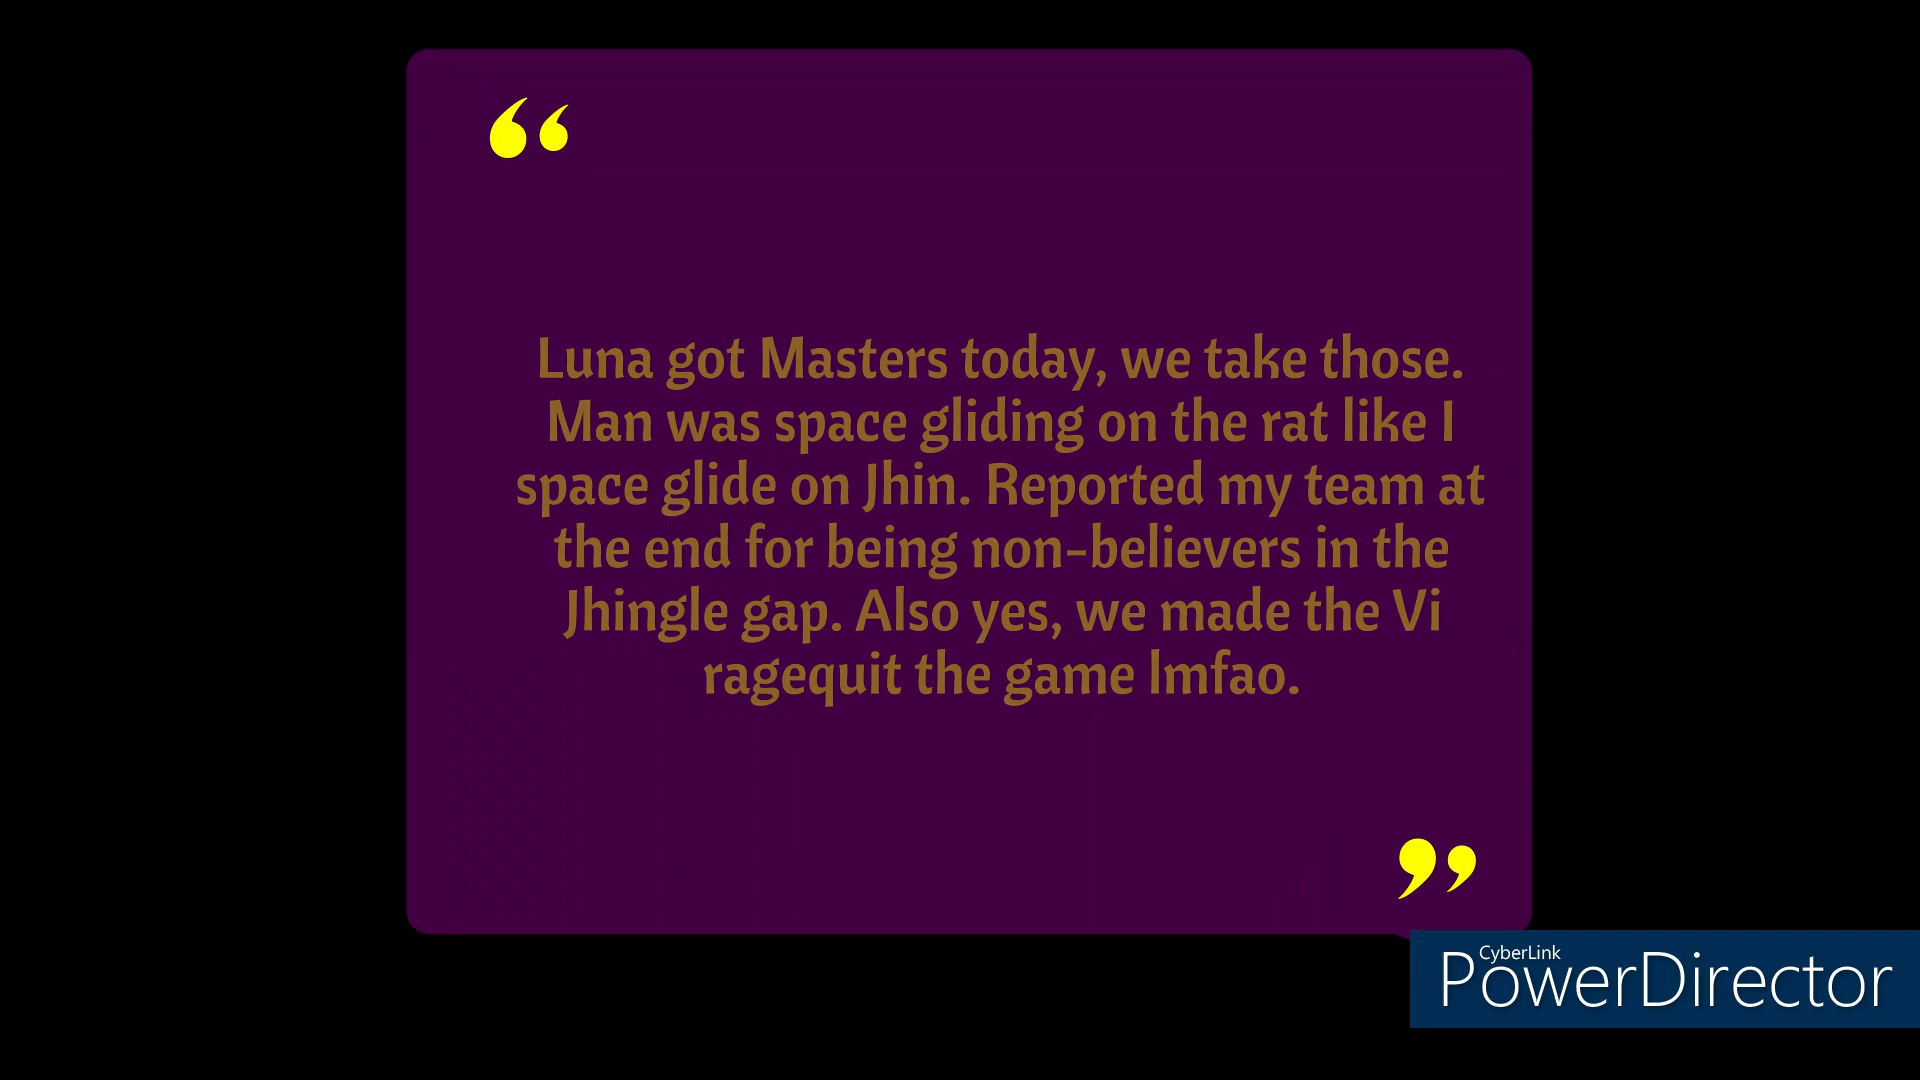 “
Luna got Masters today, we take those.
Man was space gliding on the rat like I
space glide on Jhin. Reported my team at
the end for being non-believers in the
Jhingle gap. Also yes, we made the Vi
ragequit the game lmfao.
”
CyberLink
PowerDirector